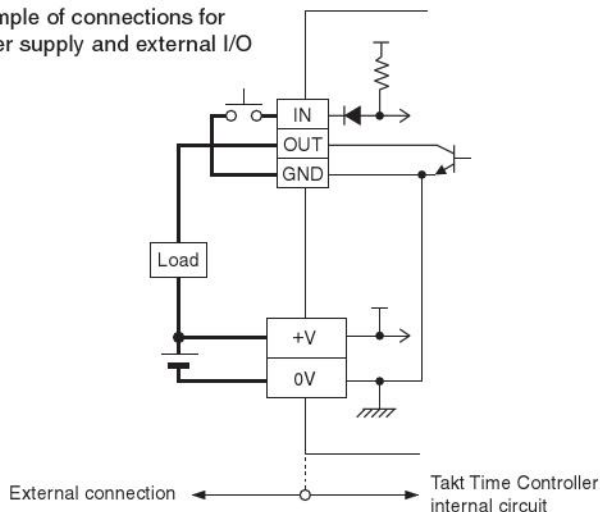 mple of connections for
er supply and external I/O
IN
OUT
GND
Load
+V
0V
External connection
Takt Time Controller
internal circuit